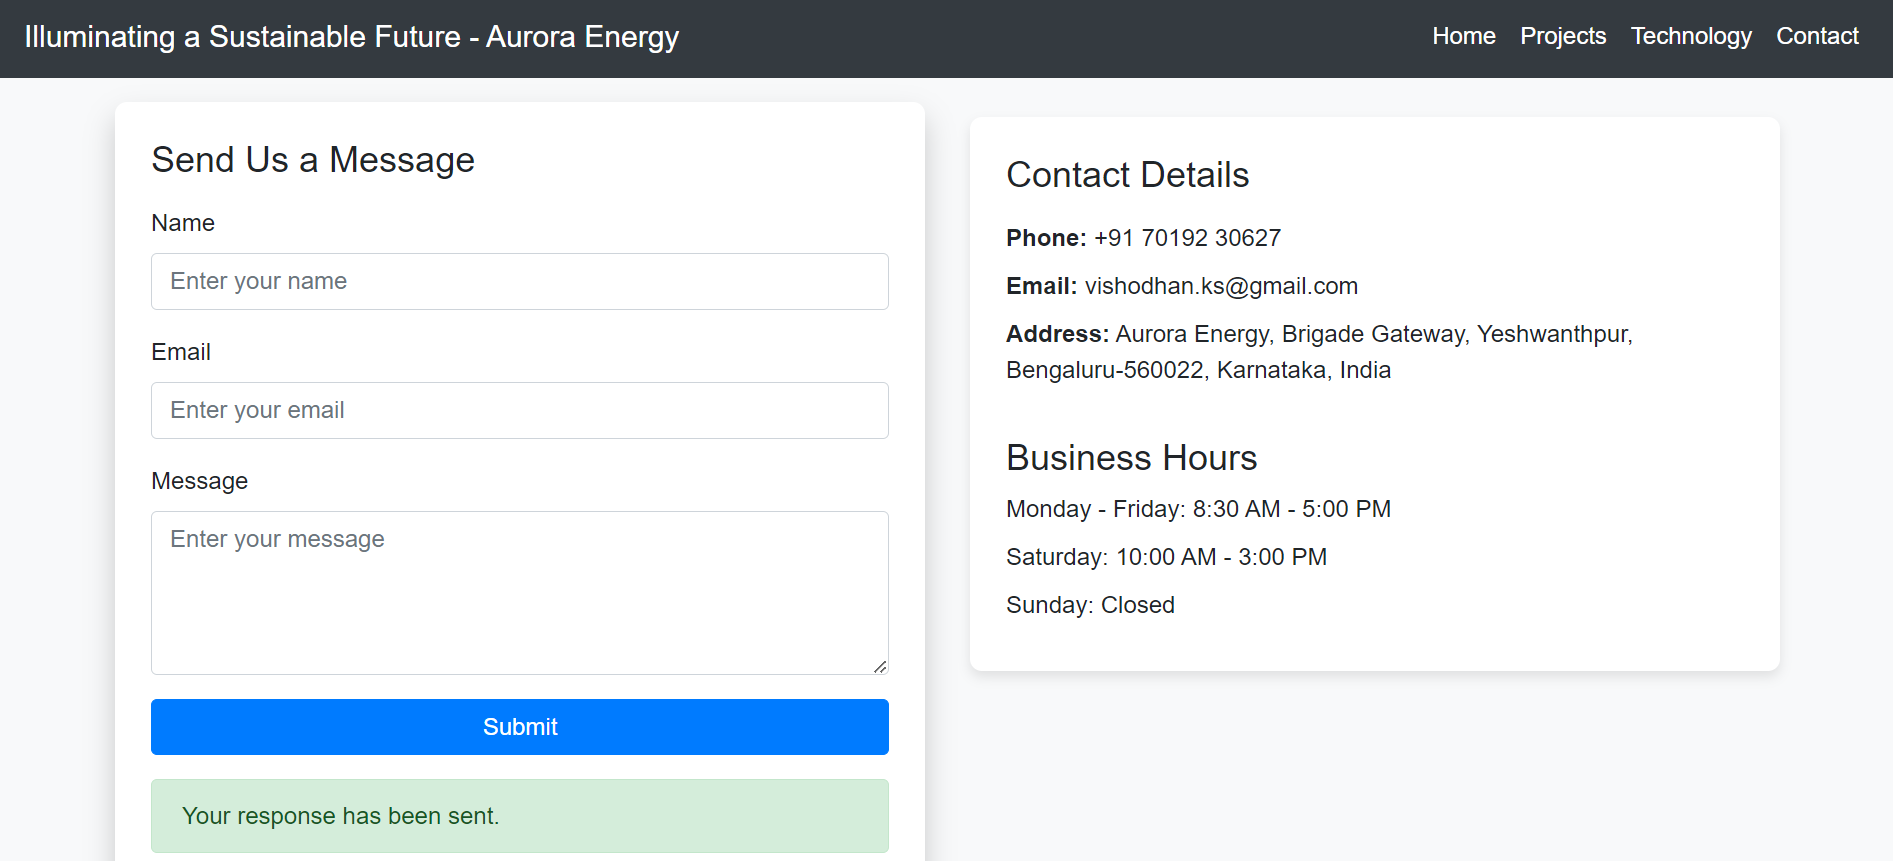 Illuminating a Sustainable Future - Aurora Energy
Home Projects Technology Contact
Send Us a Message
Name
Enter your name
Email
Enter your email
Message
Enter your message
Submit
Your response has been sent.
Contact Details
Phone: +91 70192 30627
Email: vishodhan.ks@gmail.com
Address: Aurora Energy, Brigade Gateway, Yeshwanthpur,
Bengaluru-560022, Karnataka, India
Business Hours
Monday - Friday: 8:30 AM - 5:00 PM
Saturday: 10:00 AM - 3:00 PM
Sunday: Closed